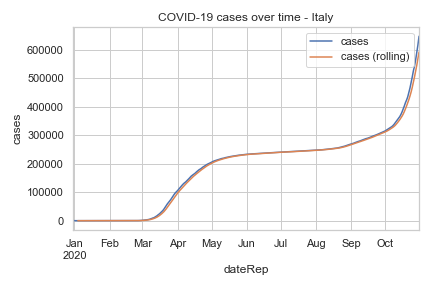 COVID-19 cases over time - Italy
cases
cases (rolling)
600000
500000
400000
300000
200000
100000
0
cases
Jan Feb Mar Apr May Jun Jul Aug Sep Oct
2020
dateRep